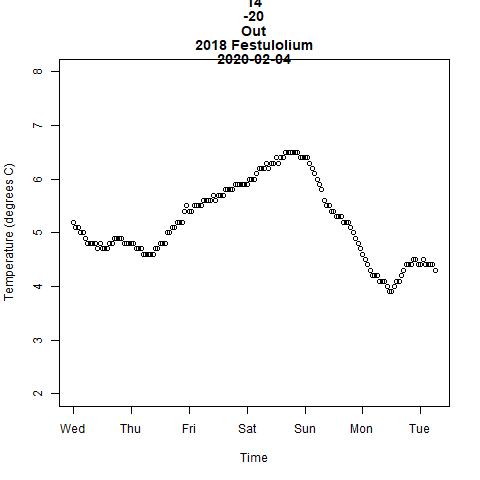 14
-20
Out
2018 Festulolium
2020-02-04
Temperature (degrees C)
8
7
6
5
4
3
2
Wed Thu Fri Sat Sun Mon Tue
Time